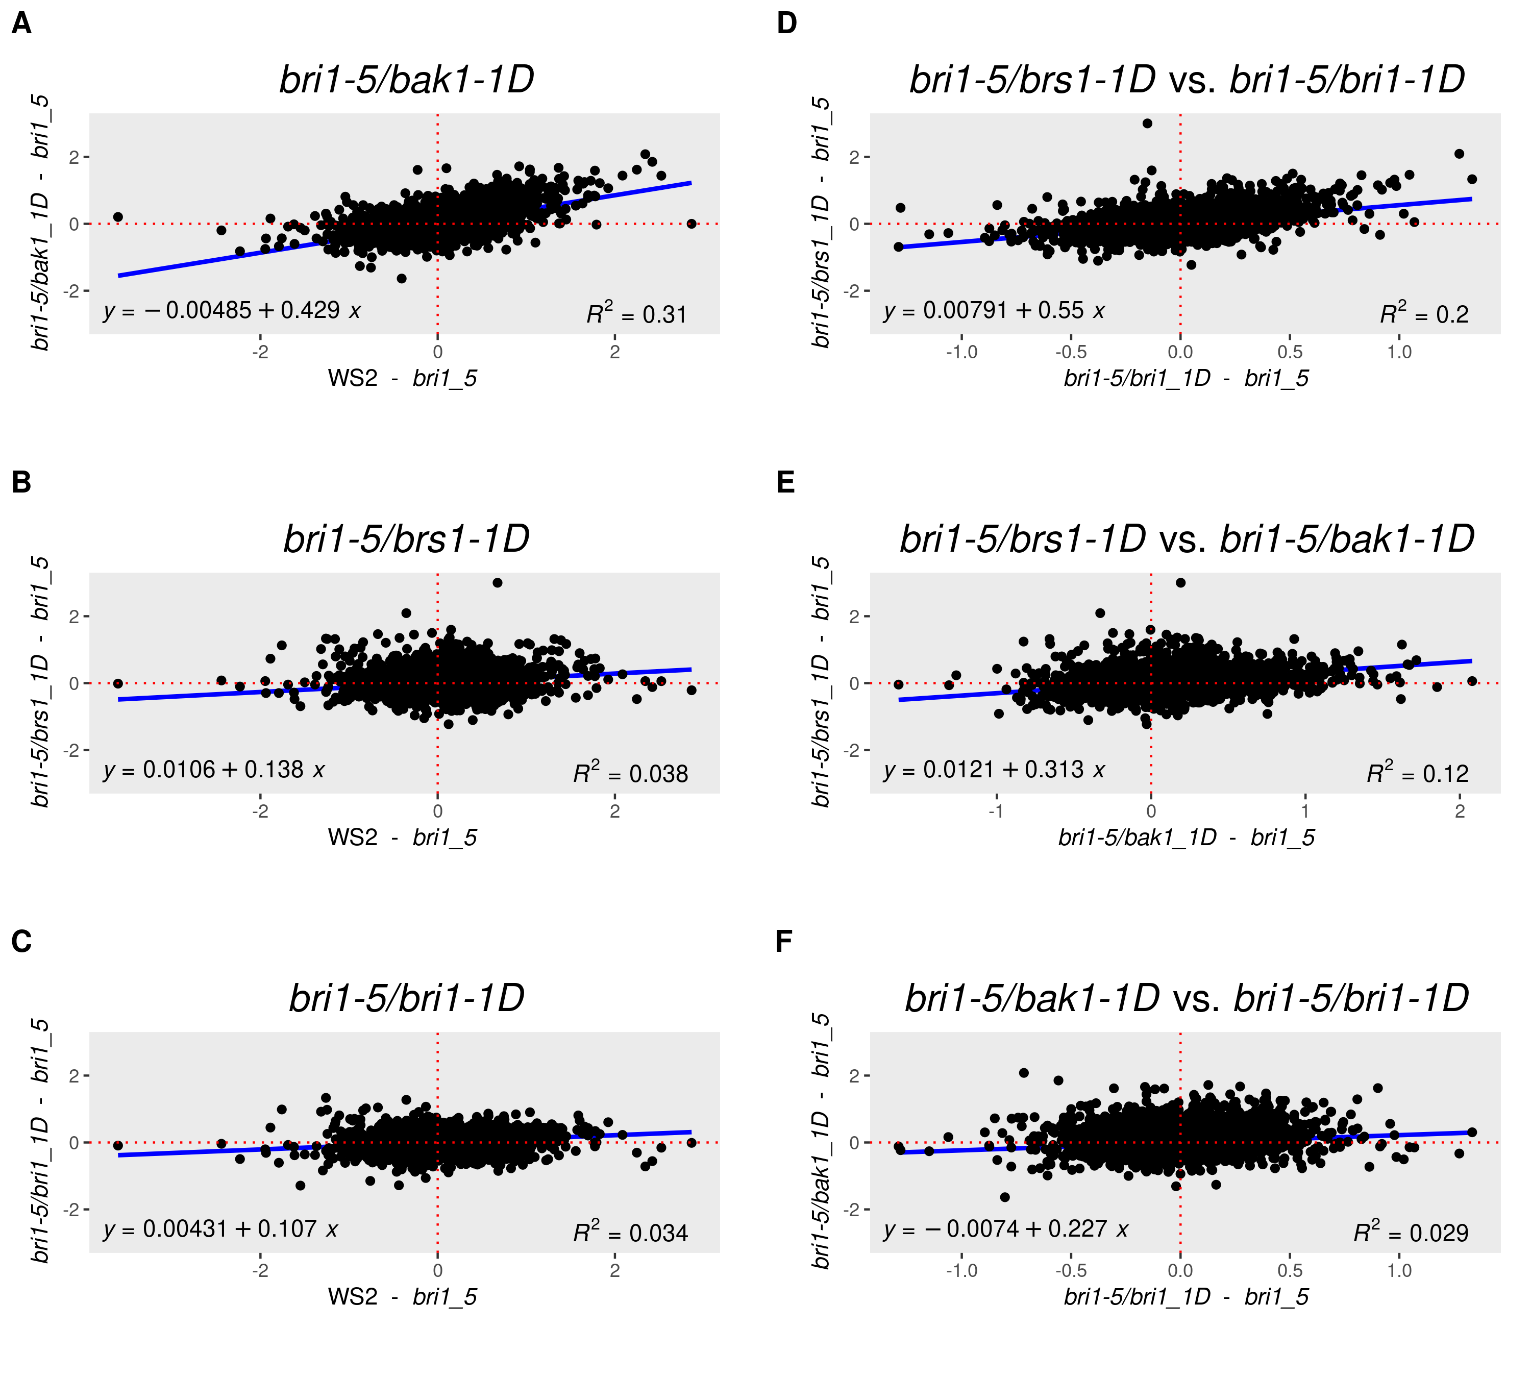 A
bri1-5/bak1-1D
bri1-5/bak1_1D - bri1_5
2
0
-2
y = −0.00485 + 0.429 x
R2 = 0.31
-2 0 2
WS2 - bri1_5
D
bri1-5/brs1-1D vs. bri1-5/bri1-1D
bri1-5/brs1_1D - bri1_5
2
0
-2
y = 0.00791 + 0.55 x
R2 = 0.2
-1.0 -0.5 0.0 0.5 1.0
bri1-5/bri1_1D - bri1_5
B
bri1-5/brs1-1D
bri1-5/brs1_1D - bri1_5
2
0
-2
y = 0.0106 + 0.138 x
R2 = 0.038
-2 0 2
WS2 - bri1_5
E
bri1-5/brs1-1D vs. bri1-5/bak1-1D
bri1-5/brs1_1D - bri1_5
2
0
-2
y = 0.0121 + 0.313 x
R2 = 0.12
-1 0 1 2
bri1-5/bak1_1D - bri1_5
C
bri1-5/bri1-1D
bri1-5/bri1_1D - bri1_5
2
0
-2
y = 0.00431 + 0.107 x
R2 = 0.034
-2 0 2
WS2 - bri1_5
F
bri1-5/bak1-1D vs. bri1-5/bri1-1D
bri1-5/bak1_1D - bri1_5
2
0
-2
y = −0.0074 + 0.227 x
R2 = 0.029
-1.0 -0.5 0.0 0.5 1.0
bri1-5/bri1_1D - bri1_5